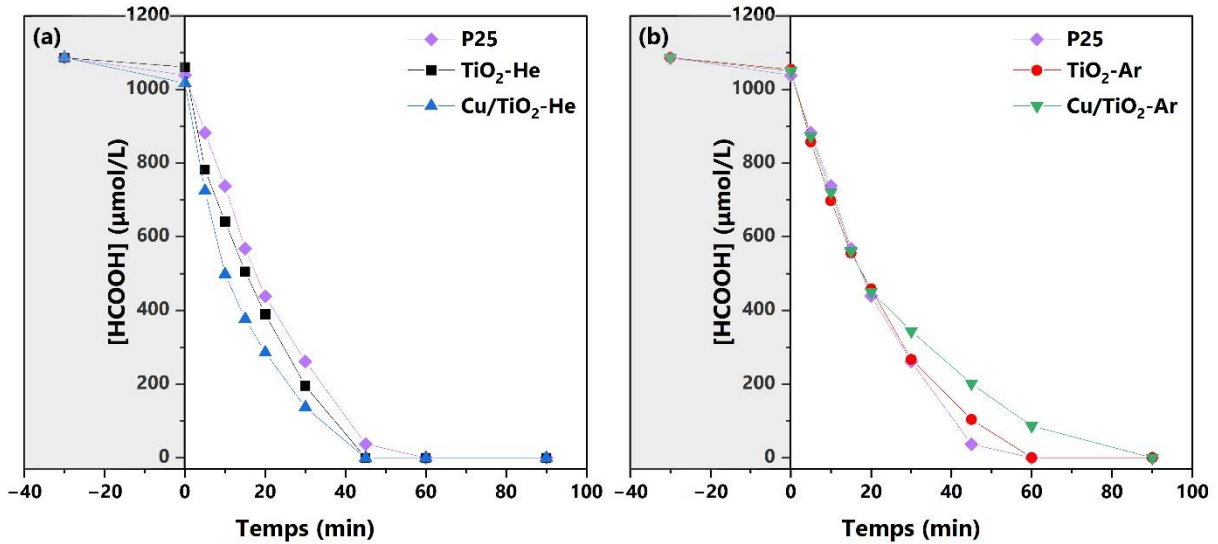 (a)
P25
TiO₂-He
Cu/TiO₂-He
[HCOOH] (µmol/L)
1200
1000
800
600
400
200
0
−40
−20
0
20
40
60
80
100
Temps (min)
(b)
P25
TiO₂-Ar
Cu/TiO₂-Ar
[HCOOH] (µmol/L)
1200
1000
800
600
400
200
0
−40
−20
0
20
40
60
80
100
Temps (min)